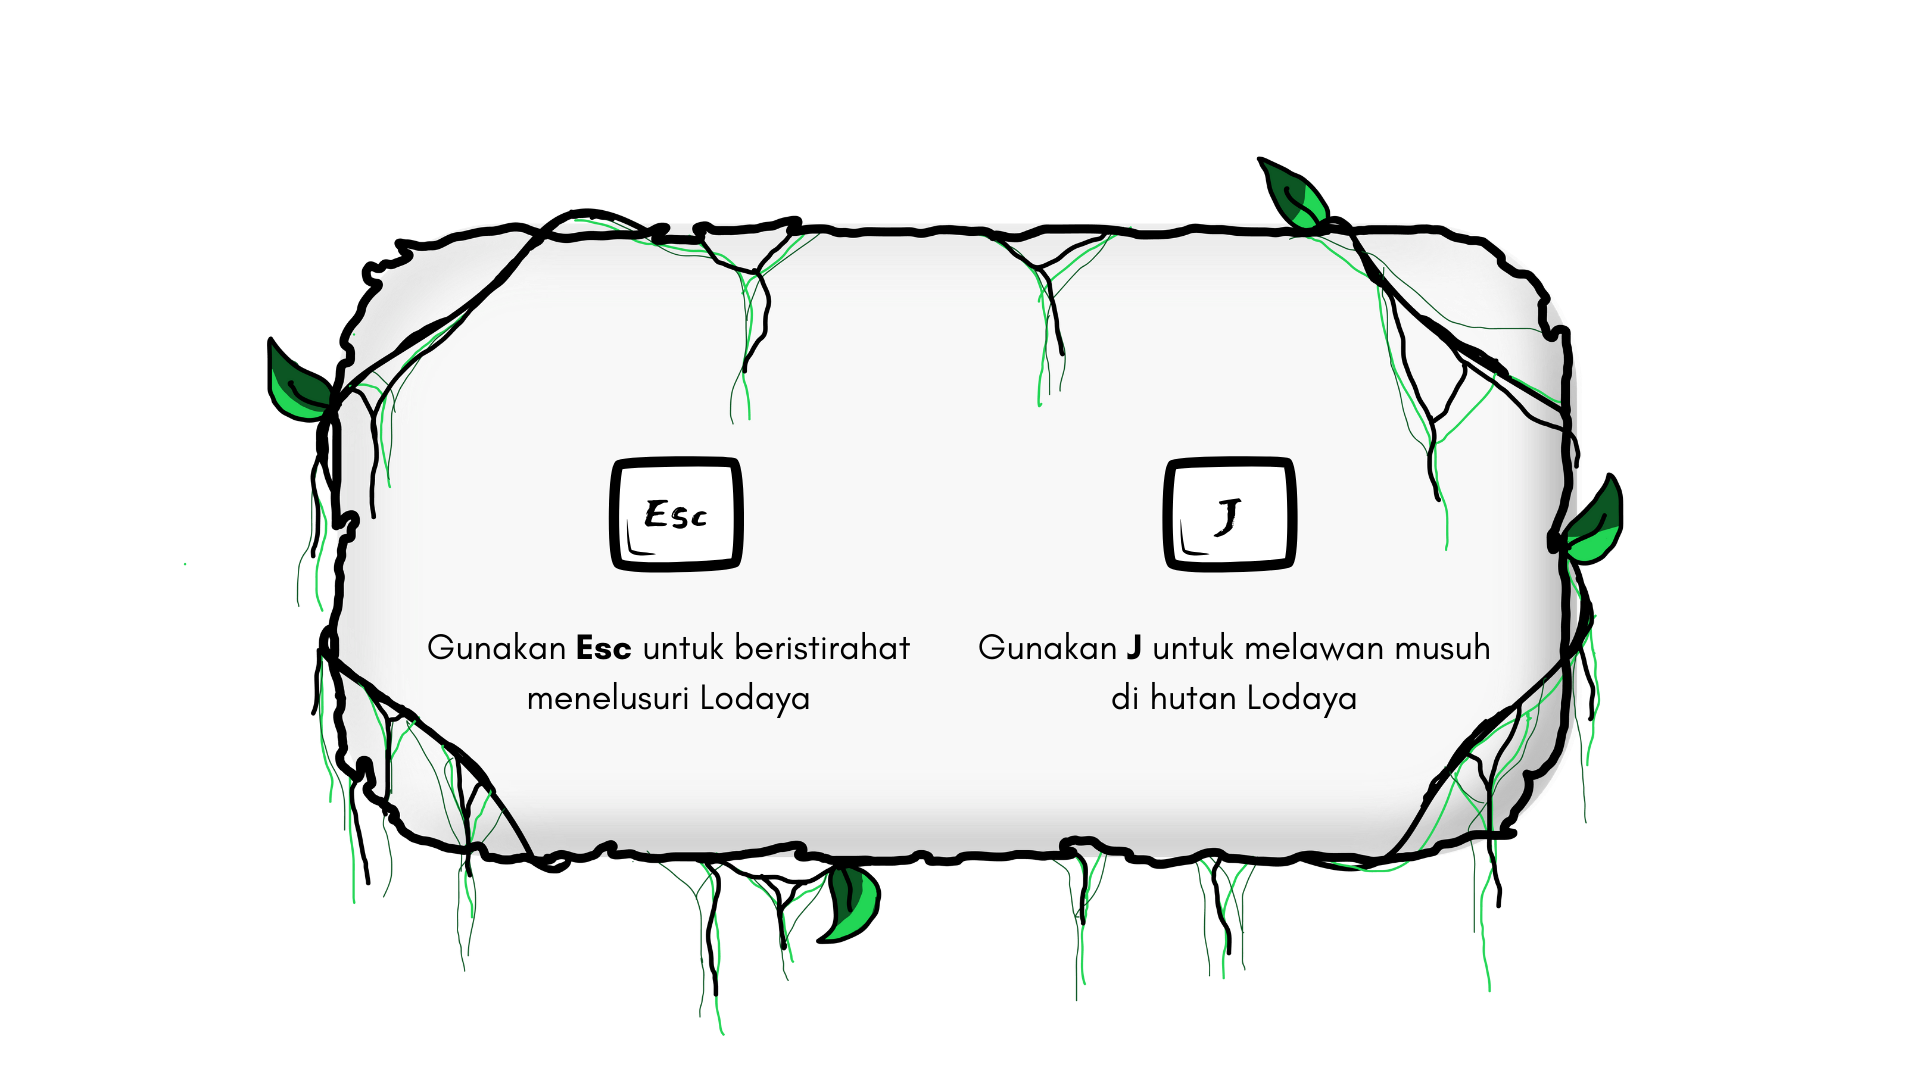 Esc
J
Gunakan Esc untuk beristirahat
menelusuri Lodaya
Gunakan J untuk melawan musuh
di hutan Lodaya